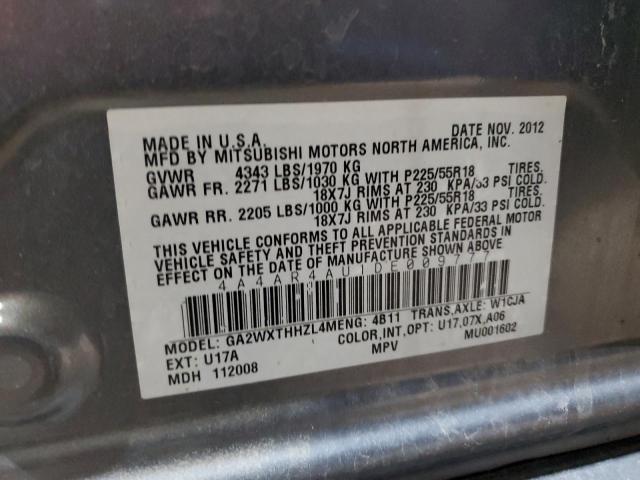 MADE IN U.S.A. DATE NOV. 2012
MFD BY MITSUBISHI MOTORS NORTH AMERICA, INC.
GVWR 4343 LBS/1970 KG
GAWR FR. 2271 LBS/1030 KG WITH P225/55R18 TIRES,
18X7J RIMS AT 230 KPA/33 PSI COLD.
GAWR RR. 2205 LBS/1000 KG WITH P225/55R18 TIRES,
18X7J RIMS AT 230 KPA/33 PSI COLD.
THIS VEHICLE CONFORMS TO ALL APPLICABLE FEDERAL MOTOR
VEHICLE SAFETY AND THEFT PREVENTION STANDARDS IN
EFFECT ON THE DATE OF MANUFACTURE SHOWN ABOVE
4A4AR4AU1DE009777
MODEL: GA2WXTHHZL4MENG: 4B11 TRANS,AXLE: W1CJA
EXT: U17A COLOR,INT,OPT: U17,07X,A06
MDH 112008 MPV MU001602